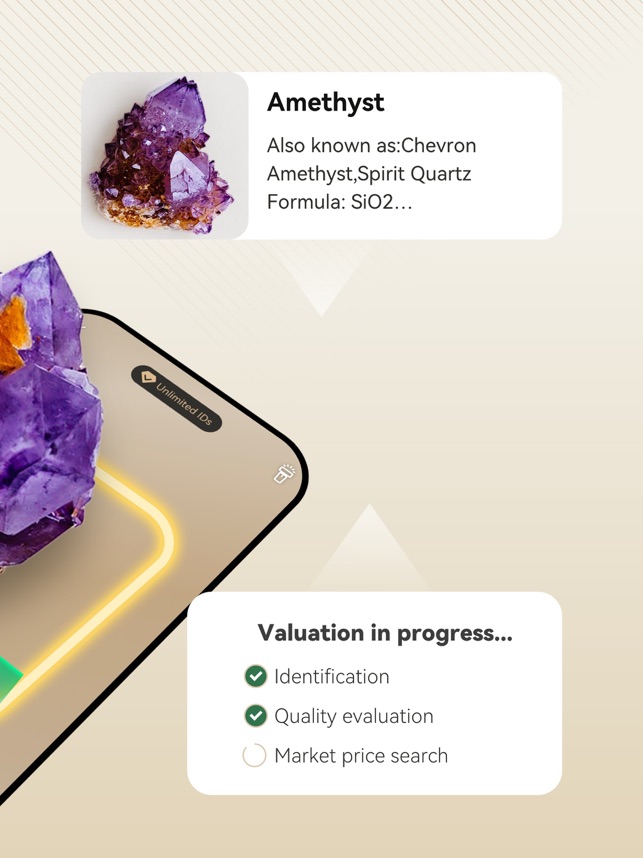 Amethyst
Also known as:Chevron
Amethyst,Spirit Quartz
Formula: SiO2...
Unlimited IDs
Valuation in progress...
Identification
Quality evaluation
Market price search